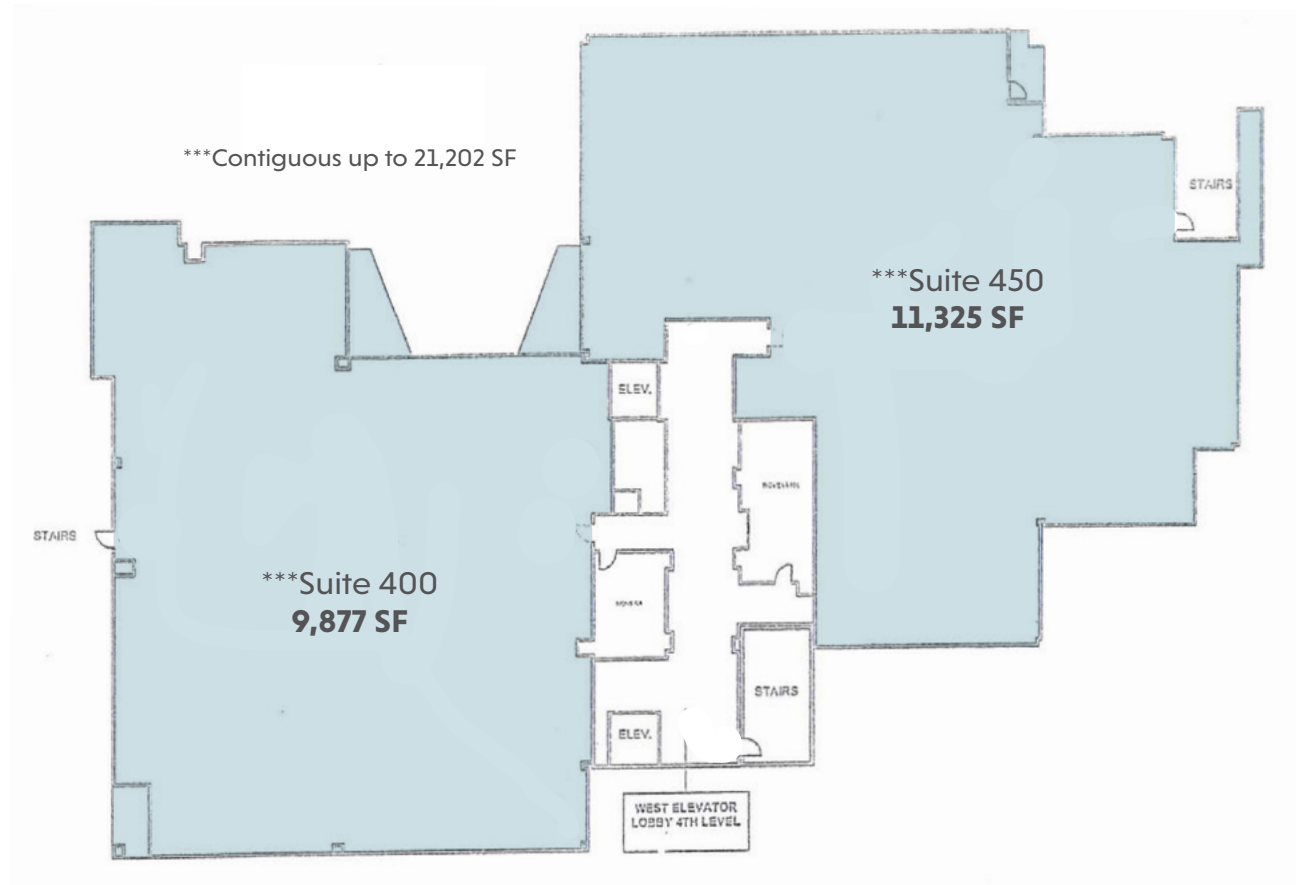 ***Contiguous up to 21,202 SF
STAIRS
***Suite 450
11,325 SF
ELEV.
STAIRS
***Suite 400
9,877 SF
STAIRS
ELEV.
WEST ELEVATOR
LOBBY 4TH LEVEL